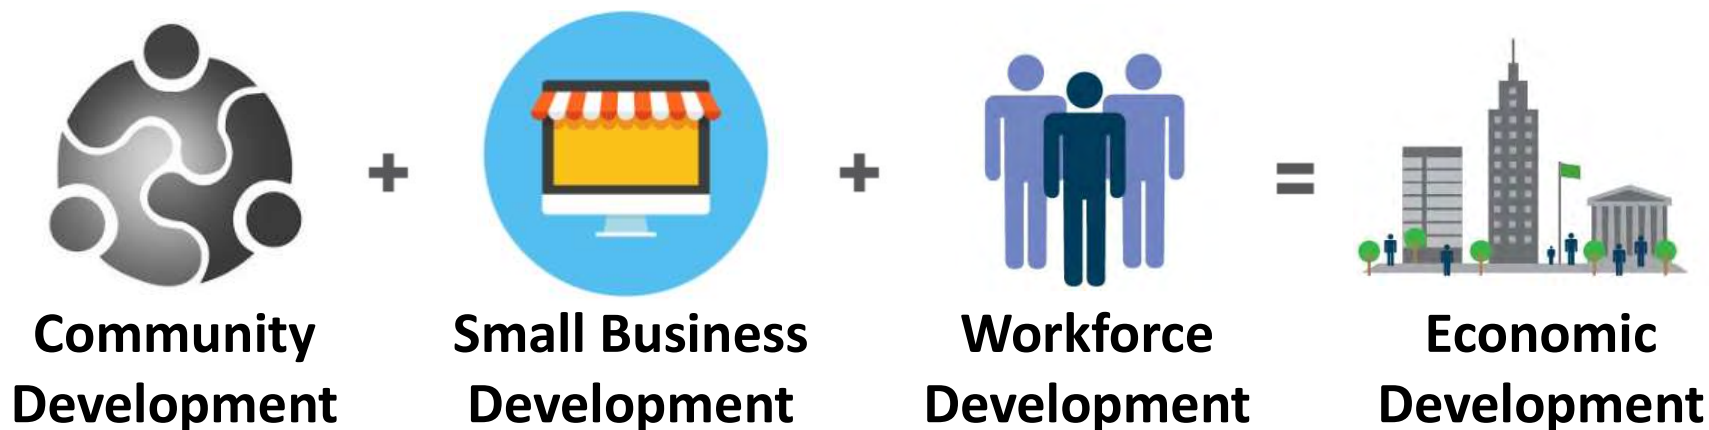 + + =
Community Small Business Workforce Economic
Development Development Development Development